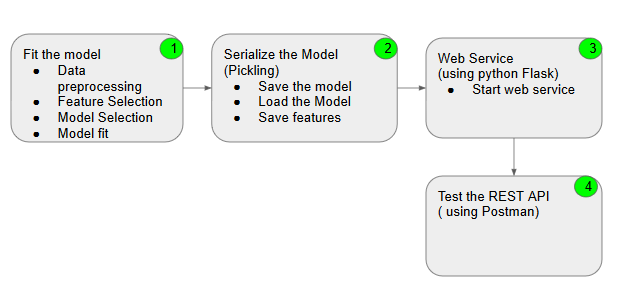 1
Fit the model
● Data
preprocessing
● Feature Selection
● Model Selection
● Model fit
2
Serialize the Model
(Pickling)
● Save the model
● Load the Model
● Save features
3
Web Service
(using python Flask)
● Start web service
4
Test the REST API
( using Postman)